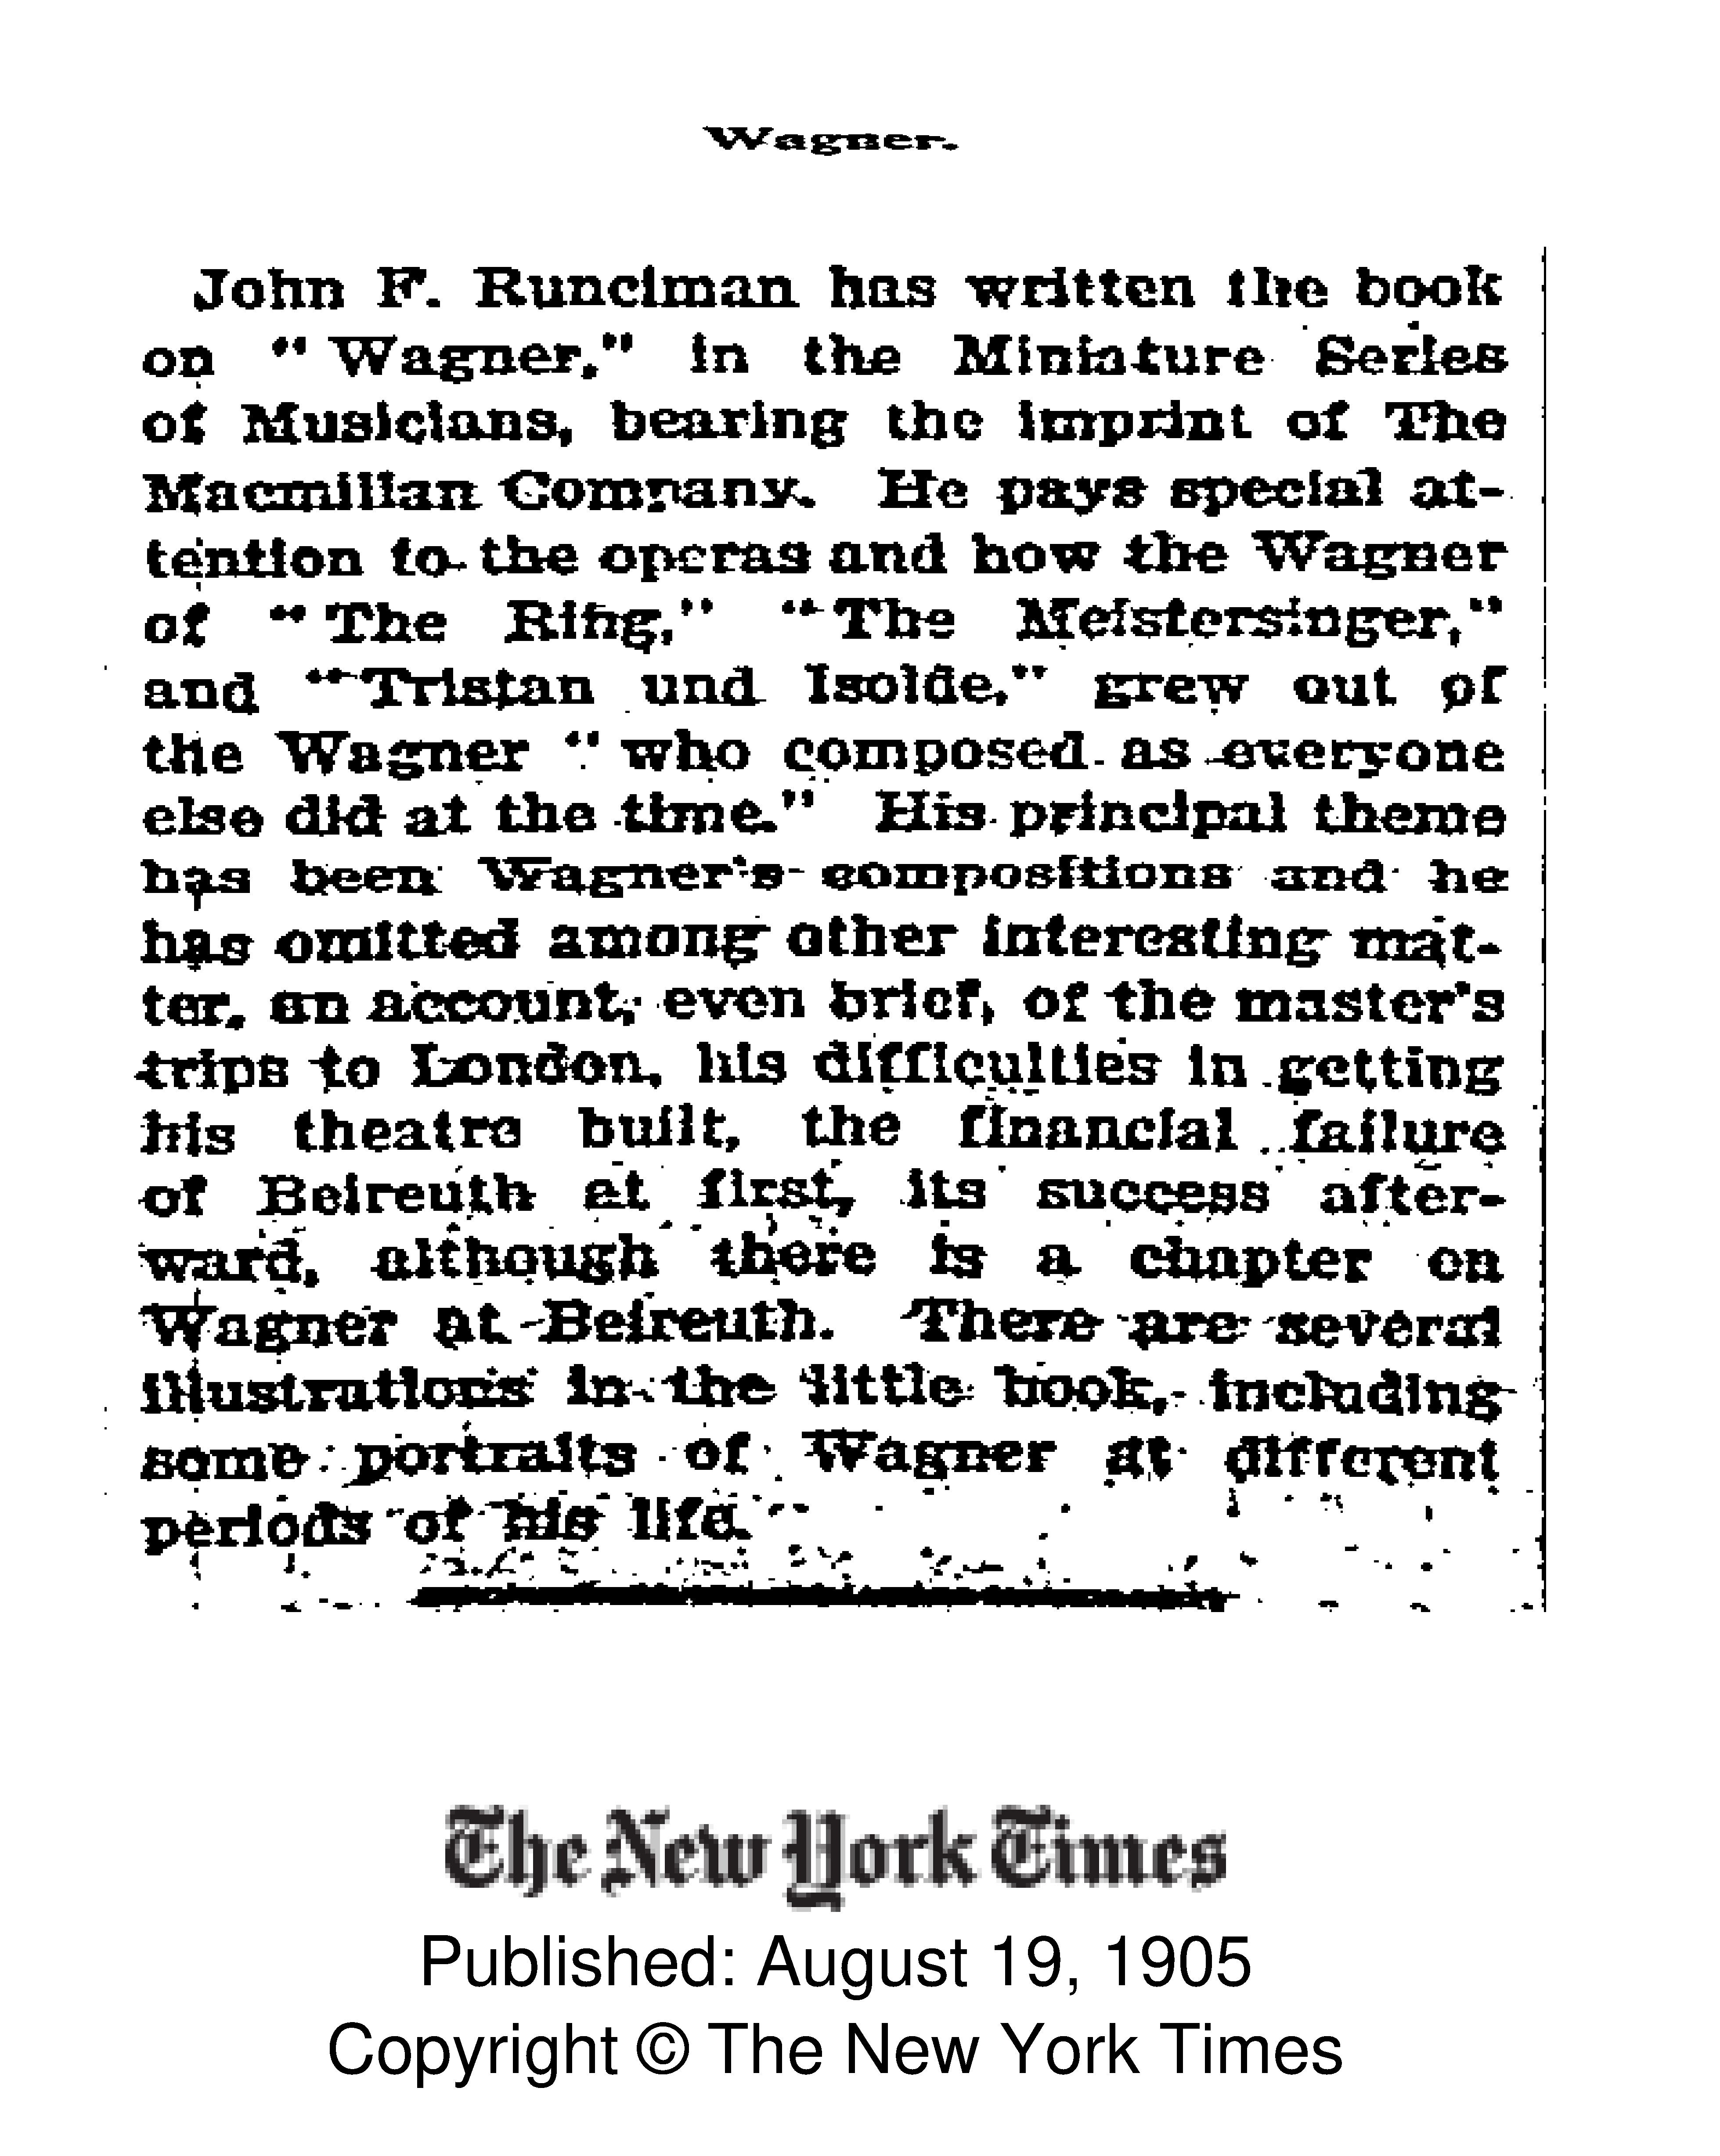 Wagner.
John F. Runciman has written the book
on "Wagner," in the Miniature Series
of Musicians, bearing the imprint of The
Macmillan Company. He pays special at-
tention to the operas and how the Wagner
of "The Ring," "The Meistersinger,"
and "Tristan und Isolde," grew out of
the Wagner "who composed as everyone
else did at the time." His principal theme
has been Wagner's compositions and he
has omitted among other interesting mat-
ter, an account, even brief, of the master's
trips to London, his difficulties in getting
his theatre built, the financial failure
of Beireuth at first, its success after-
ward, although there is a chapter on
Wagner at Beireuth. There are several
illustrations in the little book, including
some portraits of Wagner at different
periods of his life.
The New York Times
Published: August 19, 1905
Copyright © The New York Times